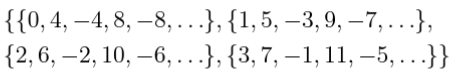 {{0, 4, −4, 8, −8, . . .}, {1, 5, −3, 9, −7, . . .},
{2, 6, −2, 10, −6, . . .}, {3, 7, −1, 11, −5, . . .}}